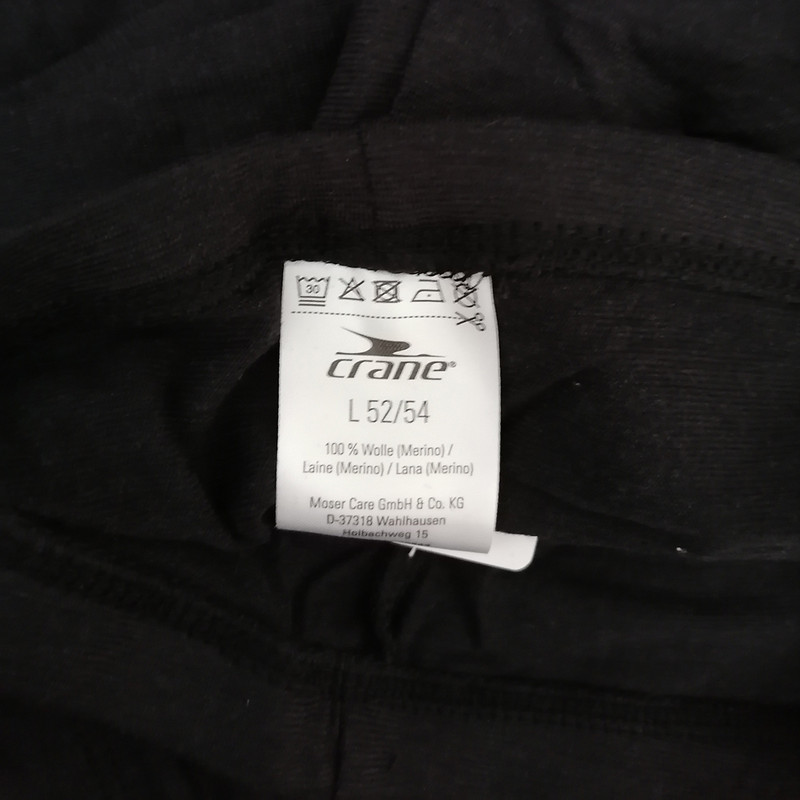 30
crane®
L 52/54
100 % Wolle (Merino) /
Laine (Merino) / Lana (Merino)
Moser Care GmbH & Co. KG
D-37318 Wahlhausen
Holbachweg 15